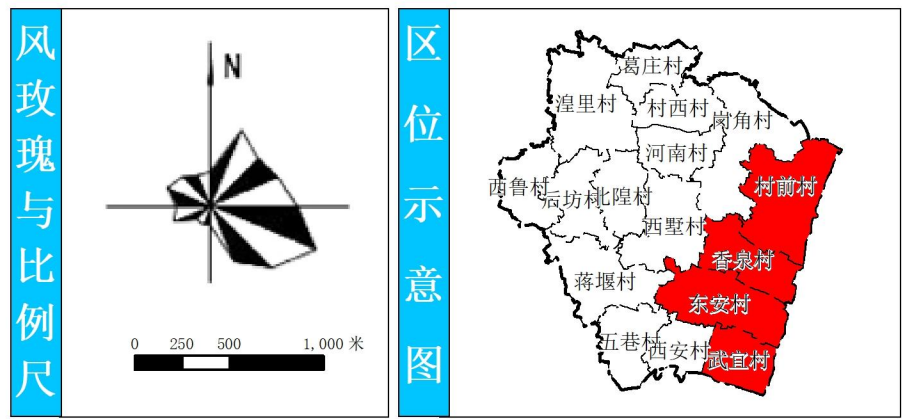 风玫瑰与比例尺
N
0 250 500 1,000 米
区位示意图
葛庄村
湟里村
村西村
岗角村
河南村
村前村
西鲁村
后坊村
北隍村
西墅村
香泉村
蒋堰村
东安村
五巷村
西安村
武宜村